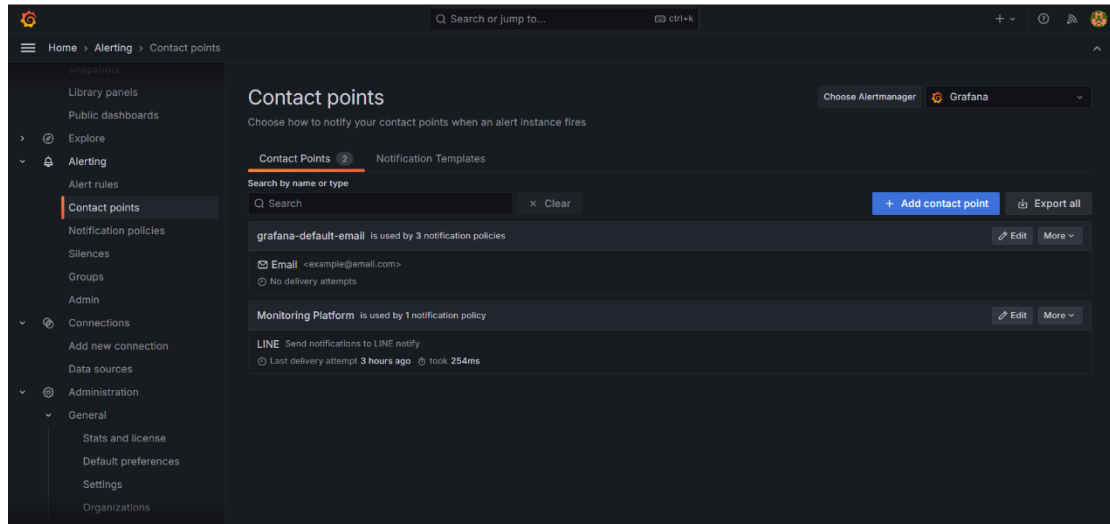 Search or jump to... ctrl+k
Home > Alerting > Contact points
Snapshots
Library panels
Public dashboards
Explore
Alerting
Alert rules
Contact points
Notification policies
Silences
Groups
Admin
Connections
Add new connection
Data sources
Administration
General
Stats and license
Default preferences
Settings
Organizations
Contact points
Choose how to notify your contact points when an alert instance fires
Choose Alertmanager Grafana
Contact Points 2 Notification Templates
Search by name or type
Search Clear
+ Add contact point Export all
grafana-default-email is used by 3 notification policies Edit More
Email <example@email.com>
No delivery attempts
Monitoring Platform is used by 1 notification policy Edit More
LINE Send notifications to LINE notify
Last delivery attempt 3 hours ago took 254ms